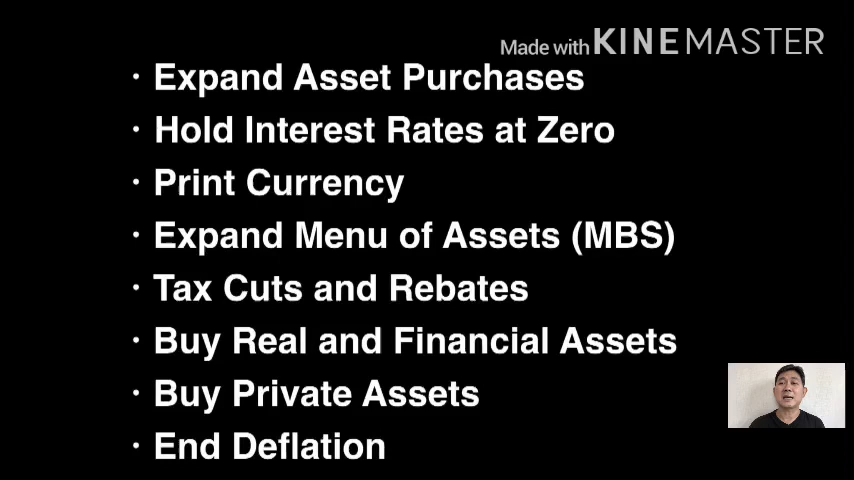 Made with KINEMASTER
· Expand Asset Purchases
· Hold Interest Rates at Zero
· Print Currency
· Expand Menu of Assets (MBS)
· Tax Cuts and Rebates
· Buy Real and Financial Assets
· Buy Private Assets
· End Deflation